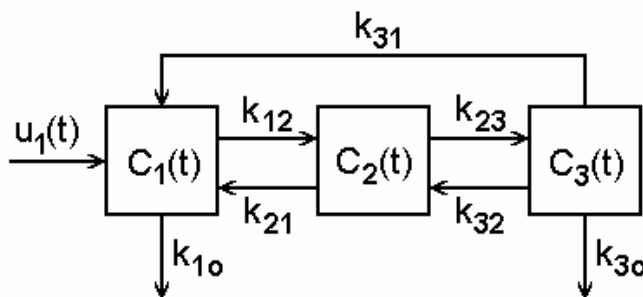 k₃₁
u₁(t)
k₁₂
k₂₃
C₁(t)
C₂(t)
C₃(t)
k₂₁
k₃₂
k₁ₒ
k₃ₒ